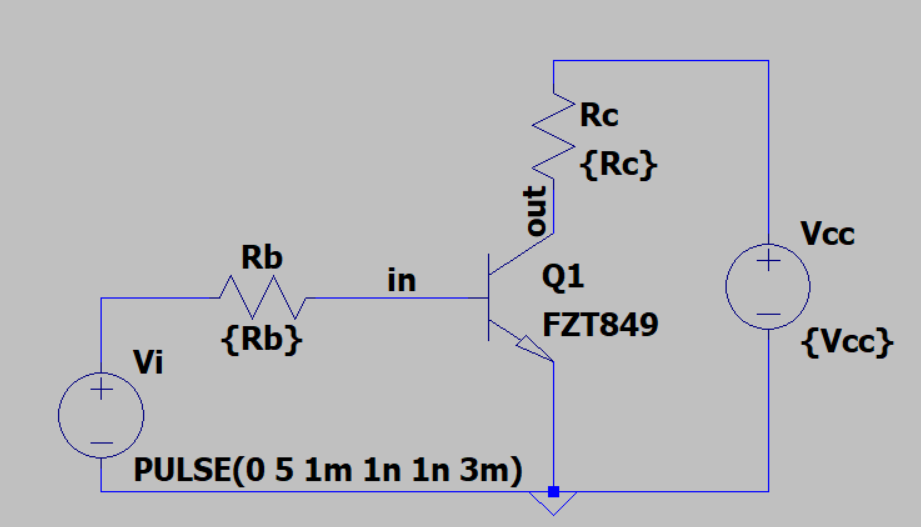 Rc
{Rc}
out
Vcc
Rb
in
Q1
{Rb}
FZT849
{Vcc}
Vi
PULSE(0 5 1m 1n 1n 3m)